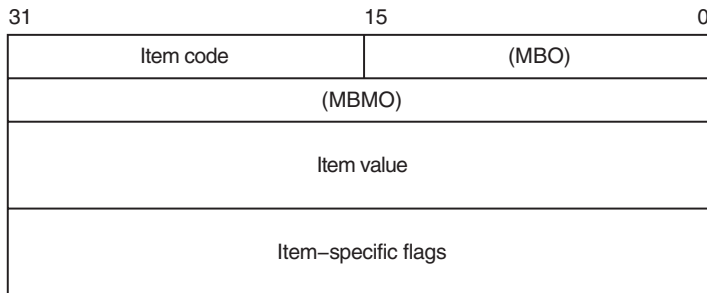 31 15 0
Item code (MBO)
(MBMO)
Item value
Item−specific flags